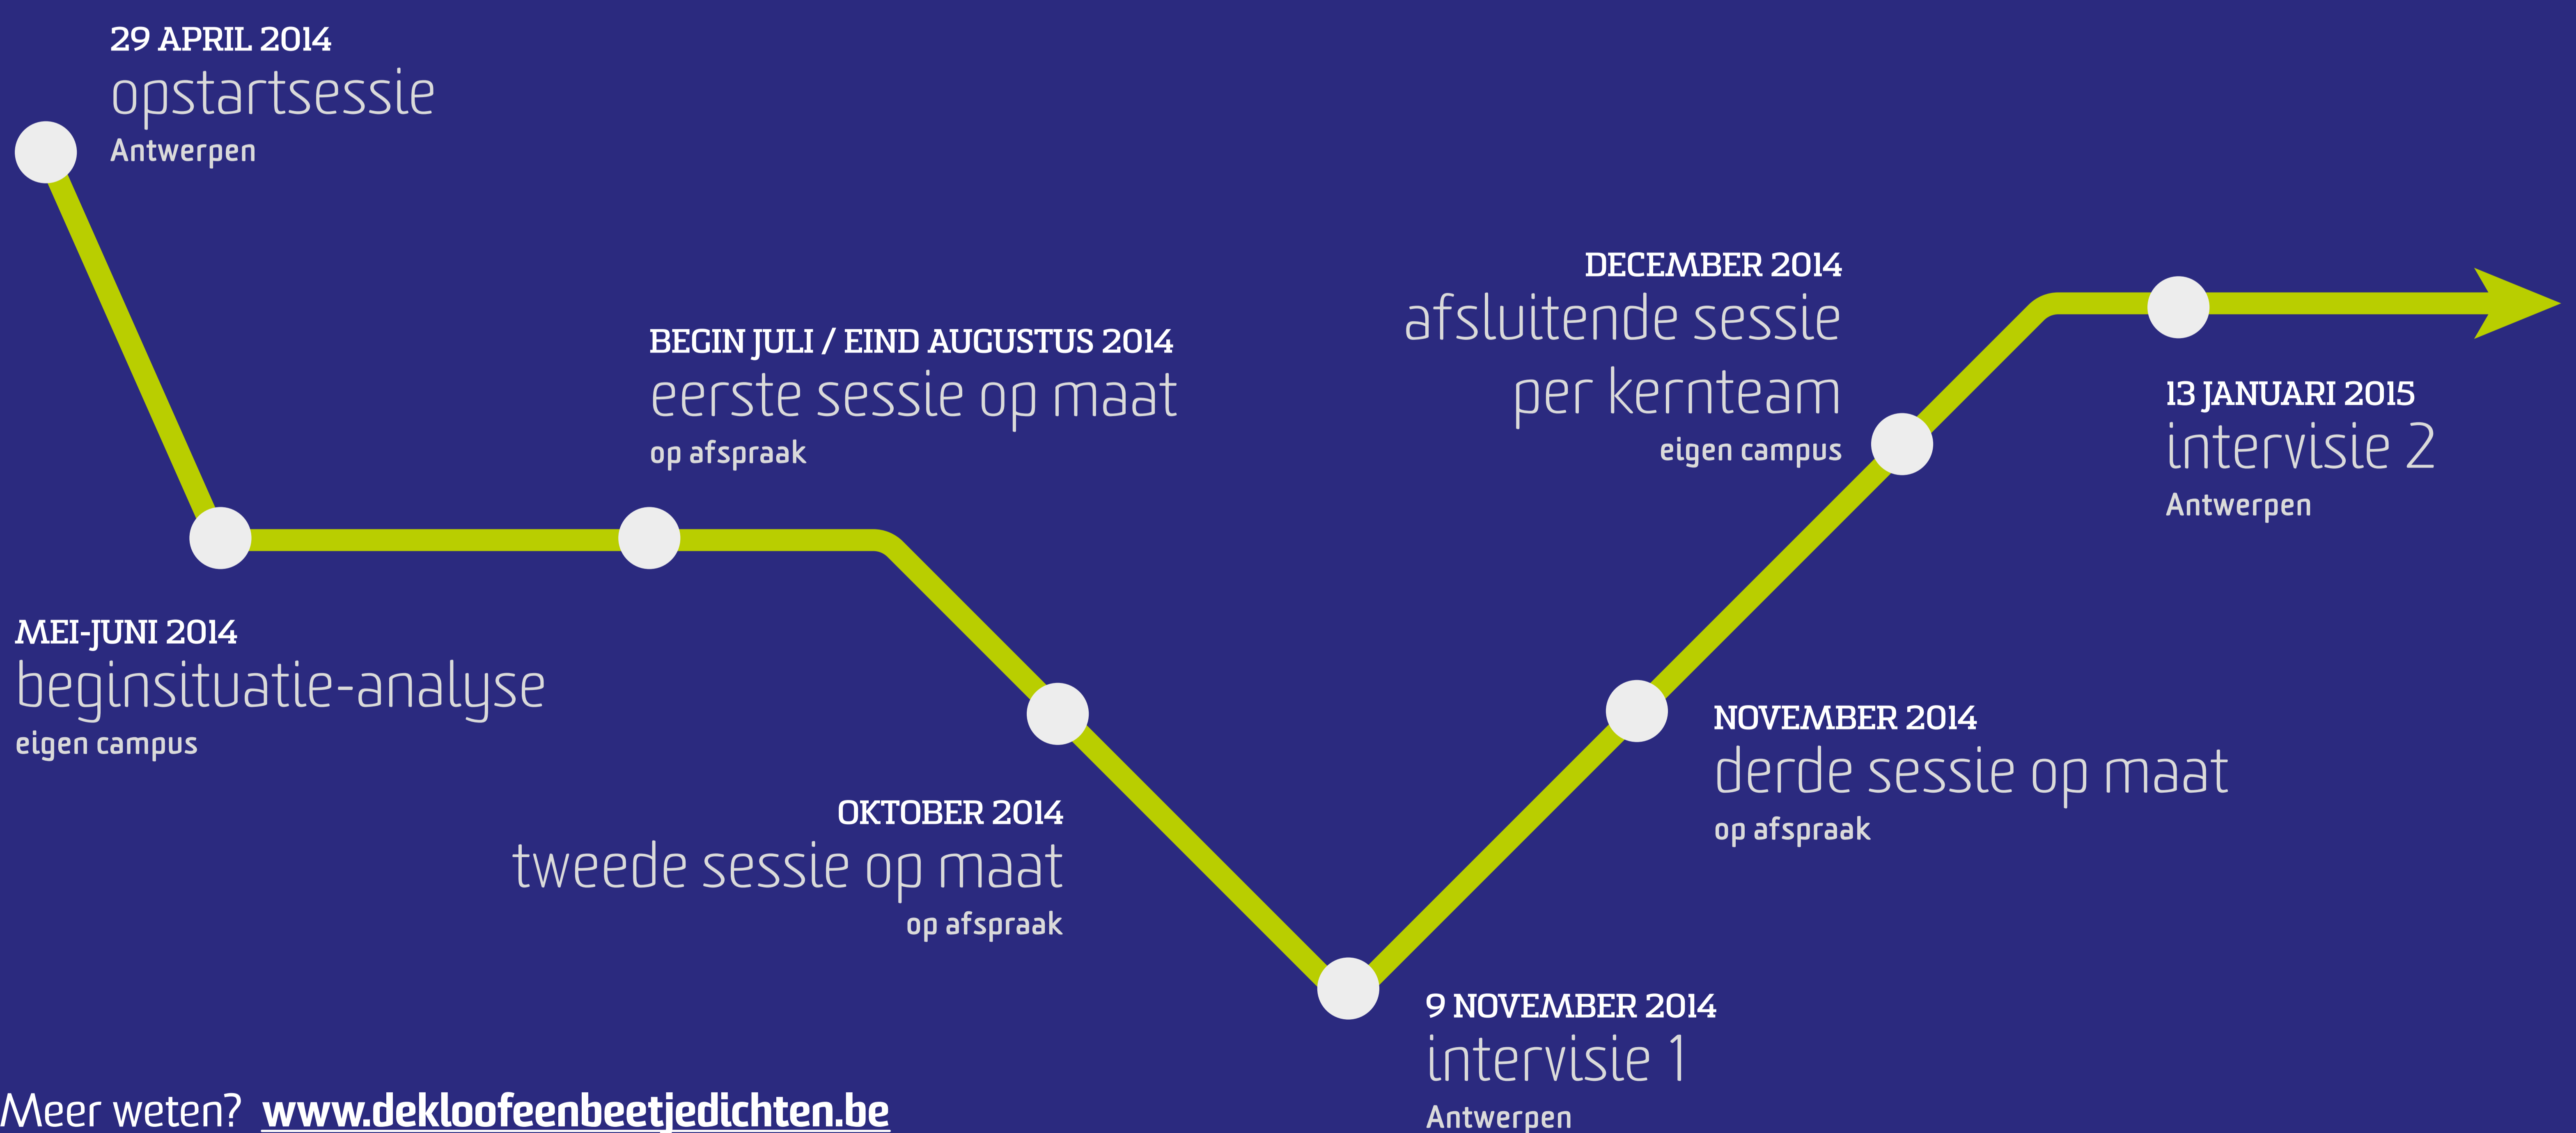 29 APRIL 2014
opstartsessie
Antwerpen
MEI-JUNI 2014
beginsituatie-analyse
eigen campus
BEGIN JULI / EIND AUGUSTUS 2014
eerste sessie op maat
op afspraak
OKTOBER 2014
tweede sessie op maat
op afspraak
9 NOVEMBER 2014
intervisie 1
Antwerpen
NOVEMBER 2014
derde sessie op maat
op afspraak
DECEMBER 2014
afsluitende sessie
per kernteam
eigen campus
13 JANUARI 2015
intervisie 2
Antwerpen
Meer weten? www.dekloofeenbeetjedichten.be